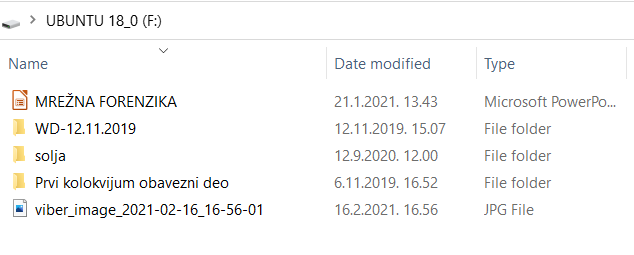 UBUNTU 18_0 (F:)
Name Date modified Type
MREŽNA FORENZIKA 21.1.2021. 13.43 Microsoft PowerPo...
WD-12.11.2019 12.11.2019. 15.07 File folder
solja 12.9.2020. 12.00 File folder
Prvi kolokvijum obavezni deo 6.11.2019. 16.52 File folder
viber_image_2021-02-16_16-56-01 16.2.2021. 16.56 JPG File